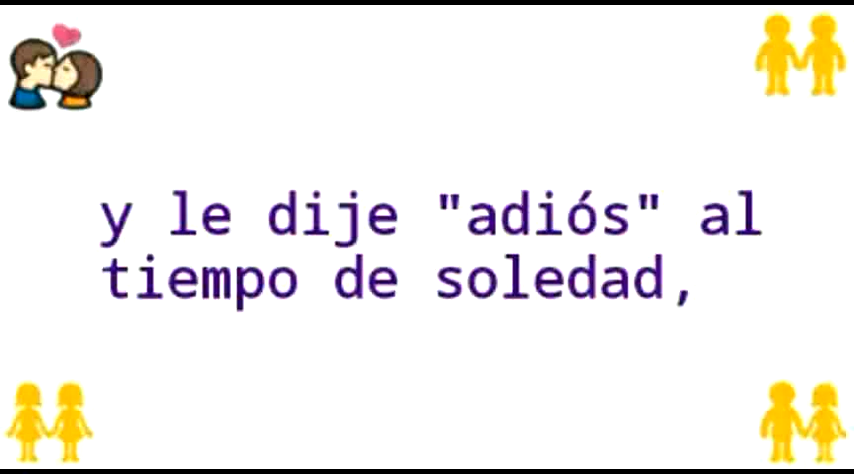 y le dije "adiós" al
tiempo de soledad,